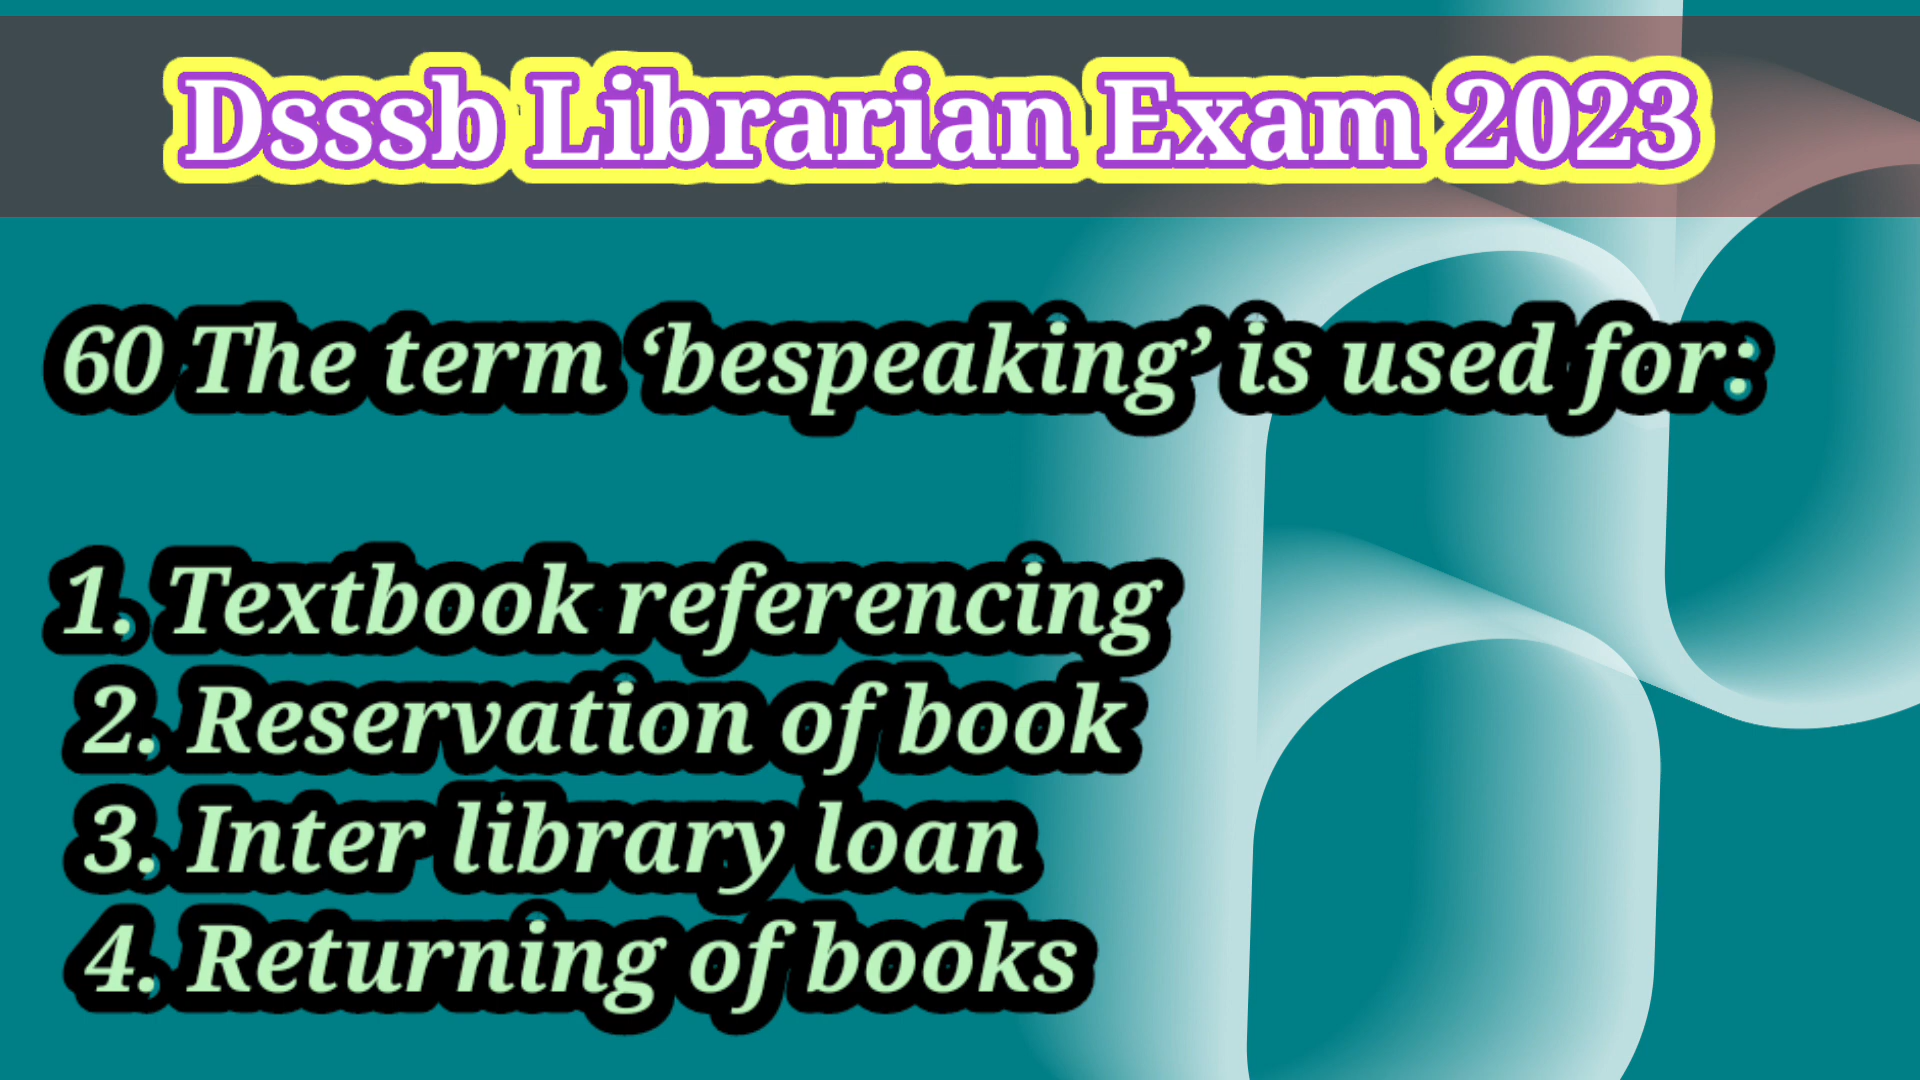 Dsssb Librarian Exam 2023
60 The term ‘bespeaking’ is used for:
1. Textbook referencing
2. Reservation of book
3. Inter library loan
4. Returning of books